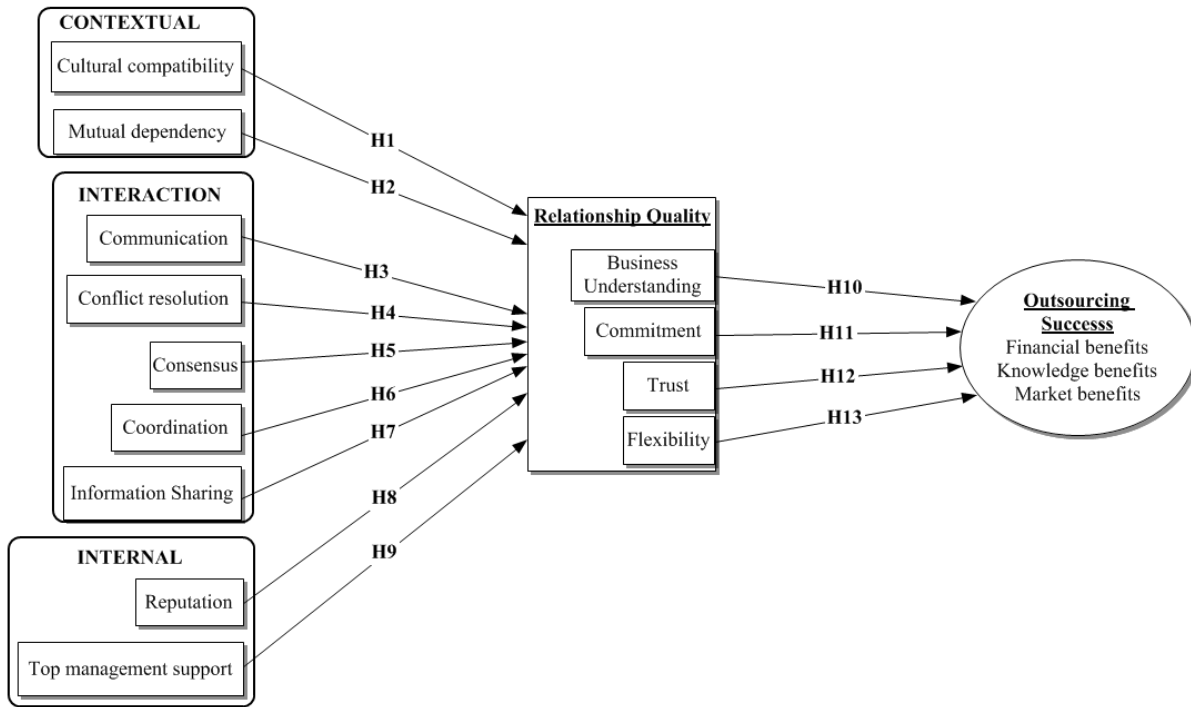 CONTEXTUAL
Cultural compatibility
Mutual dependency
INTERACTION
Communication
Conflict resolution
Consensus
Coordination
Information Sharing
INTERNAL
Reputation
Top management support
H1
H2
H3
H4
H5
H6
H7
H8
H9
Relationship Quality
Business
Understanding
Commitment
Trust
Flexibility
H10
H11
H12
H13
Outsourcing
Successs
Financial benefits
Knowledge benefits
Market benefits